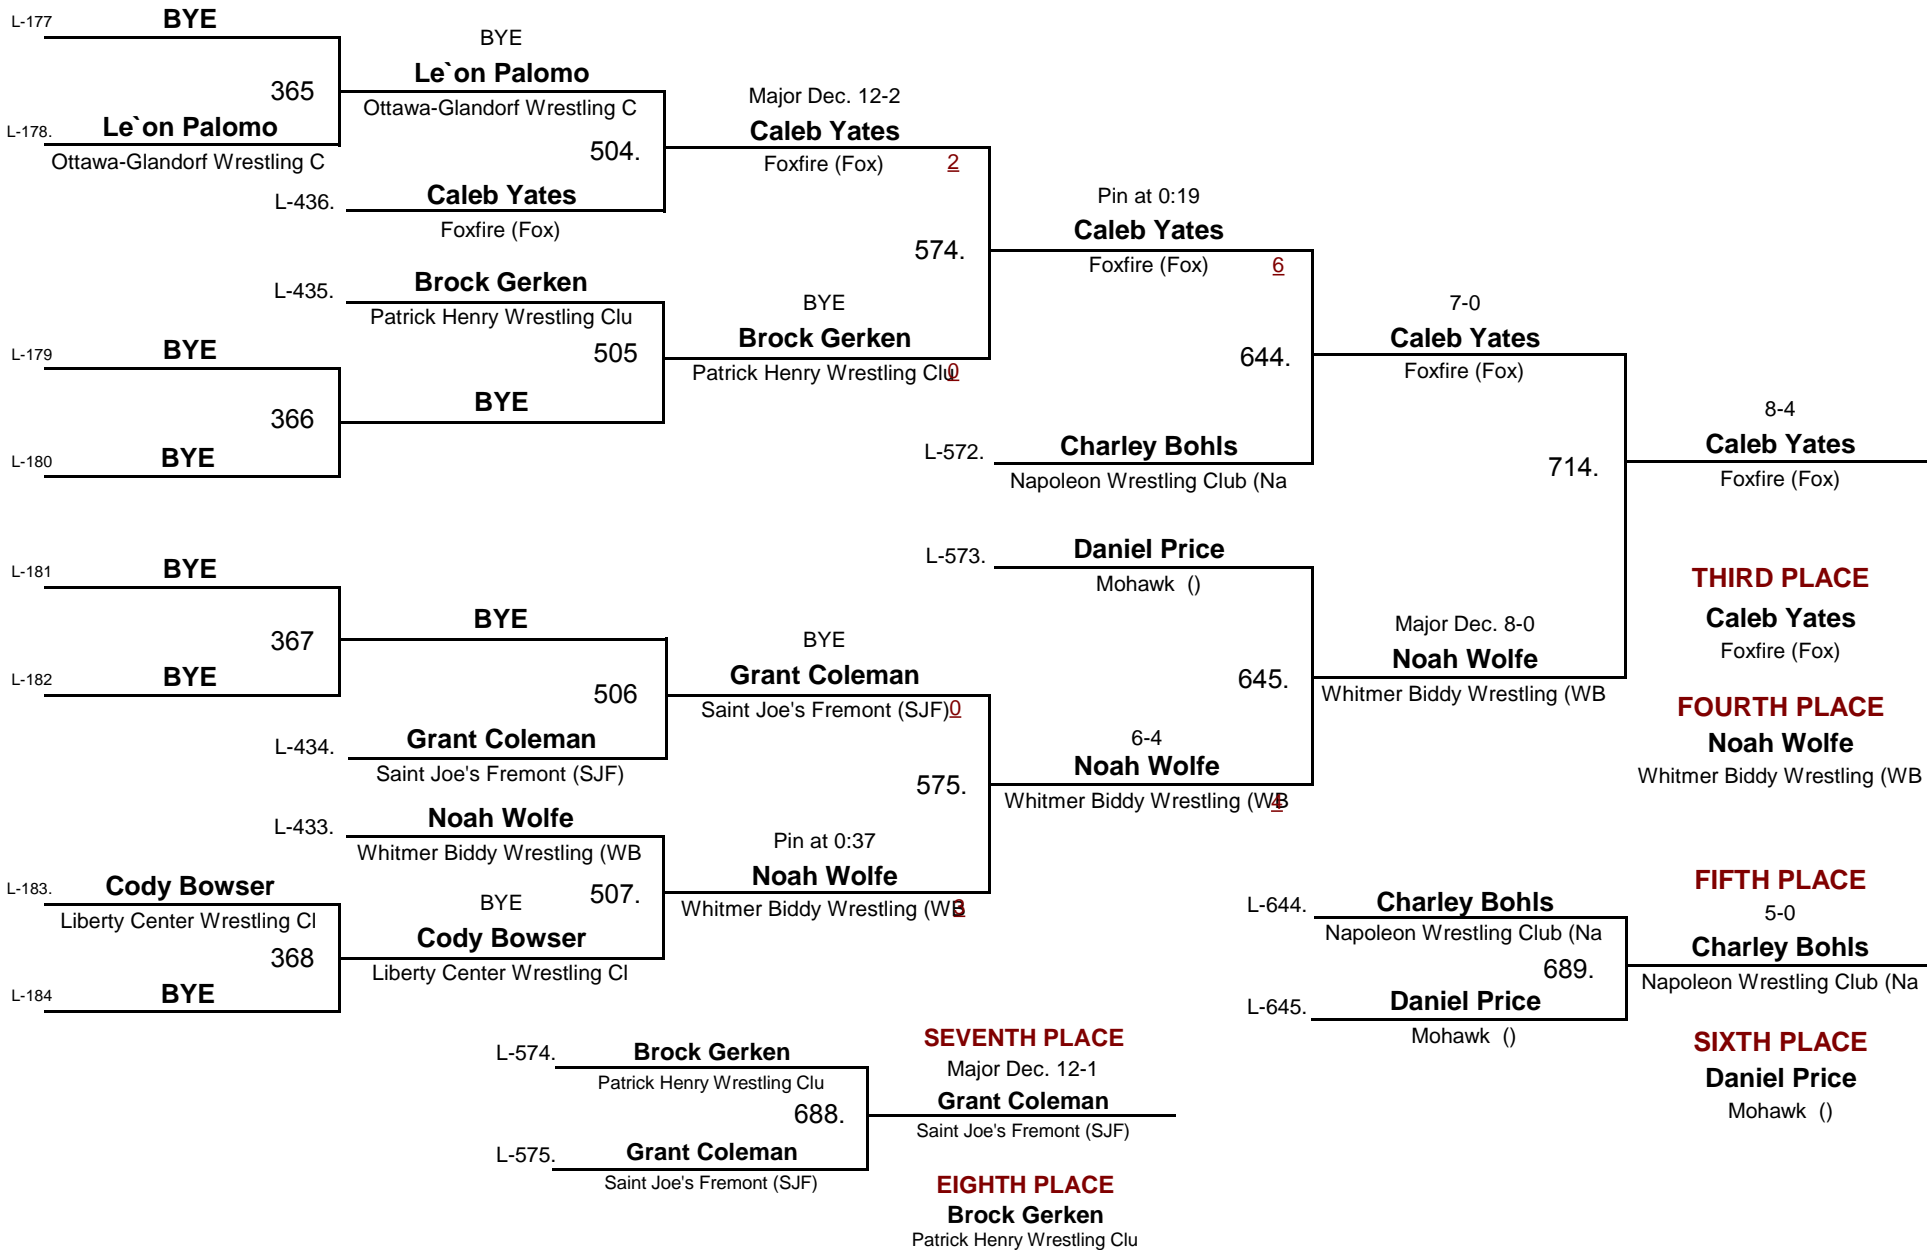 L-177 BYE
365
L-178. Le`on Palomo
Ottawa-Glandorf Wrestling C
BYE
Le`on Palomo
Ottawa-Glandorf Wrestling C
504.
L-436. Caleb Yates
Foxfire (Fox)
Major Dec. 12-2
Caleb Yates
Foxfire (Fox) 2
L-435. Brock Gerken
Patrick Henry Wrestling Clu
505
L-179 BYE
366
L-180 BYE
BYE
BYE
Brock Gerken
Patrick Henry Wrestling Clu 0
574.
Pin at 0:19
Caleb Yates
Foxfire (Fox) 6
644.
L-572. Charley Bohls
Napoleon Wrestling Club (Na
7-0
Caleb Yates
Foxfire (Fox)
714.
8-4
Caleb Yates
Foxfire (Fox)
L-181 BYE
367
L-182 BYE
BYE
506
L-434. Grant Coleman
Saint Joe's Fremont (SJF)
BYE
Grant Coleman
Saint Joe's Fremont (SJF) 0
575.
L-433. Noah Wolfe
Whitmer Biddy Wrestling (WB
507.
L-183. Cody Bowser
Liberty Center Wrestling Cl
368
L-184 BYE
BYE
Cody Bowser
Liberty Center Wrestling Cl
Pin at 0:37
Noah Wolfe
Whitmer Biddy Wrestling (WB 3
L-573. Daniel Price
Mohawk ()
645.
6-4
Noah Wolfe
Whitmer Biddy Wrestling (WB 4
Major Dec. 8-0
Noah Wolfe
Whitmer Biddy Wrestling (WB
THIRD PLACE
Caleb Yates
Foxfire (Fox)
FOURTH PLACE
Noah Wolfe
Whitmer Biddy Wrestling (WB
L-644. Charley Bohls
Napoleon Wrestling Club (Na
689.
L-645. Daniel Price
Mohawk ()
FIFTH PLACE
5-0
Charley Bohls
Napoleon Wrestling Club (Na
SIXTH PLACE
Daniel Price
Mohawk ()
L-574. Brock Gerken
Patrick Henry Wrestling Clu
688.
L-575. Grant Coleman
Saint Joe's Fremont (SJF)
SEVENTH PLACE
Major Dec. 12-1
Grant Coleman
Saint Joe's Fremont (SJF)
EIGHTH PLACE
Brock Gerken
Patrick Henry Wrestling Clu